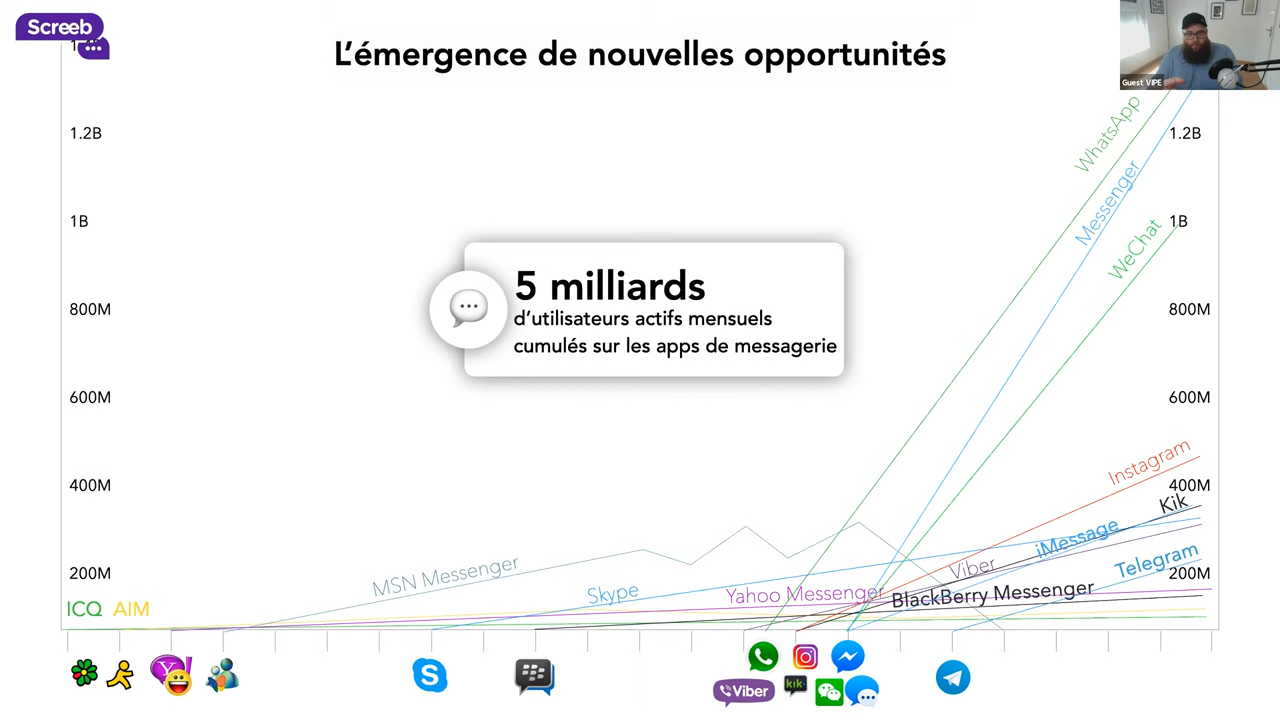 Screeb
L'émergence de nouvelles opportunités
Guest VIPE
1.2B
1B
800M
600M
400M
200M
1.2B
1B
800M
600M
400M
200M
5 milliards
d'utilisateurs actifs mensuels
cumulés sur les apps de messagerie
WhatsApp
Messenger
WeChat
Instagram
Kik
iMessage
Viber
Telegram
MSN Messenger
Skype
Yahoo Messenger
BlackBerry Messenger
ICQ
AIM
Y!
S
Viber
kik